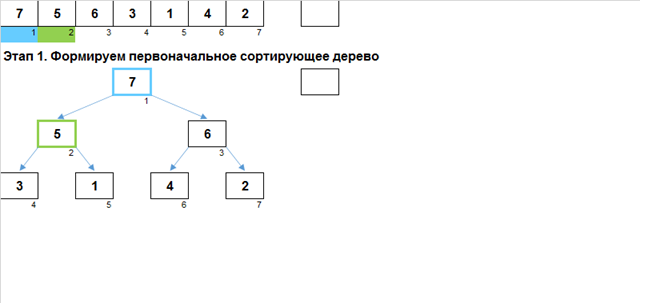 7 5 6 3 1 4 2
1 2 3 4 5 6 7
Этап 1. Формируем первоначальное сортирующее дерево
7
1
5 6
2 3
3 1 4 2
4 5 6 7